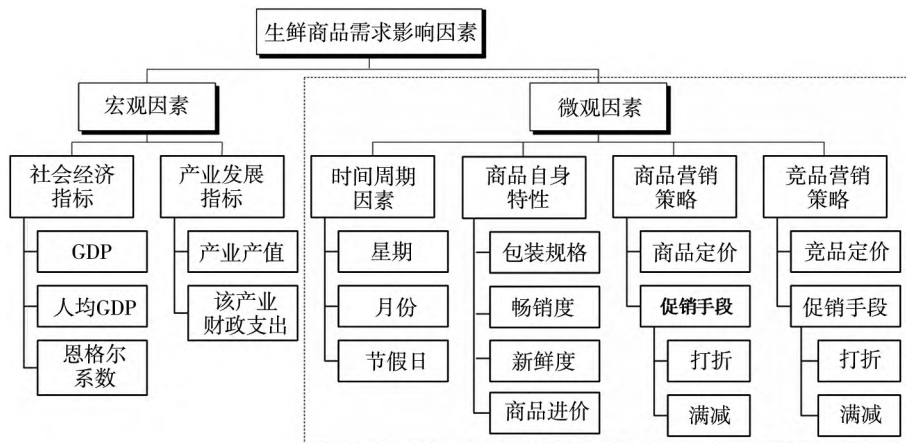 生鲜商品需求影响因素
宏观因素
微观因素
社会经济
指标
产业发展
指标
时间周期
因素
商品自身
特性
商品营销
策略
竞品营销
策略
GDP
产业产值
星期
包装规格
商品定价
竞品定价
人均GDP
该产业
财政支出
月份
畅销度
促销手段
促销手段
恩格尔
系数
节假日
新鲜度
打折
打折
商品进价
满减
满减